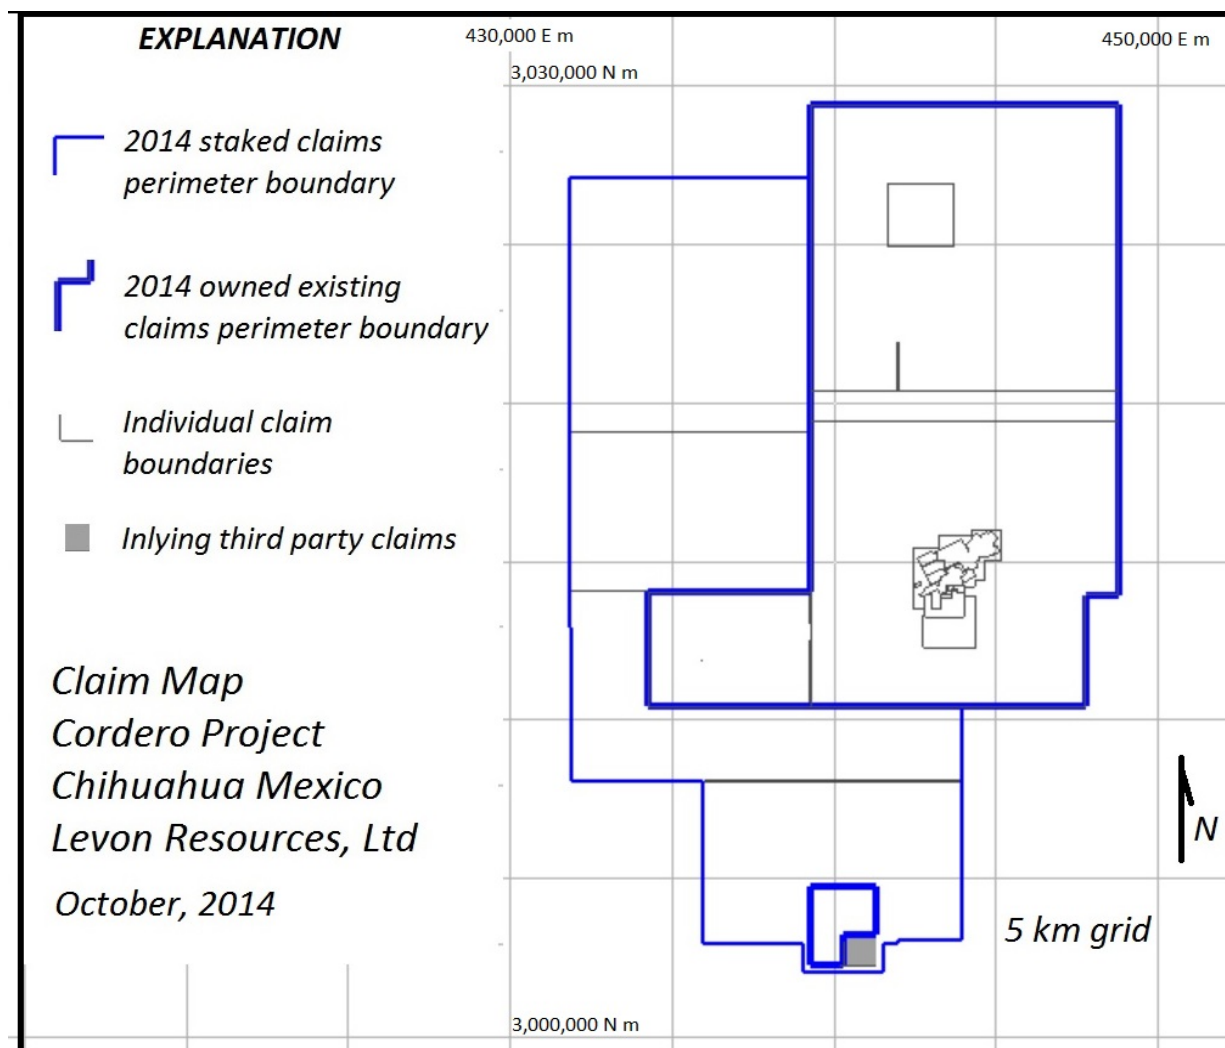 EXPLANATION
430,000 E m
450,000 E m
3,030,000 N m
2014 staked claims
perimeter boundary
2014 owned existing
claims perimeter boundary
Individual claim
boundaries
Inlying third party claims
Claim Map
Cordero Project
Chihuahua Mexico
Levon Resources, Ltd
October, 2014
N
5 km grid
3,000,000 N m